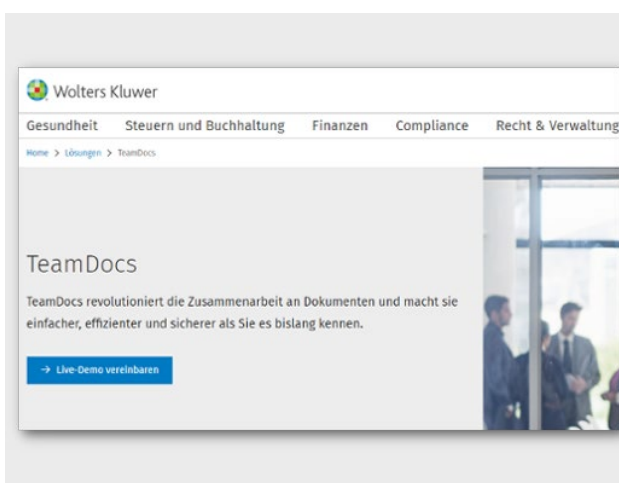 Wolters Kluwer
Gesundheit Steuern und Buchhaltung Finanzen Compliance Recht & Verwaltung
Home > Lösungen > TeamDocs
TeamDocs
TeamDocs revolutioniert die Zusammenarbeit an Dokumenten und macht sie
einfacher, effizienter und sicherer als Sie es bislang kennen.
→ Live-Demo vereinbaren